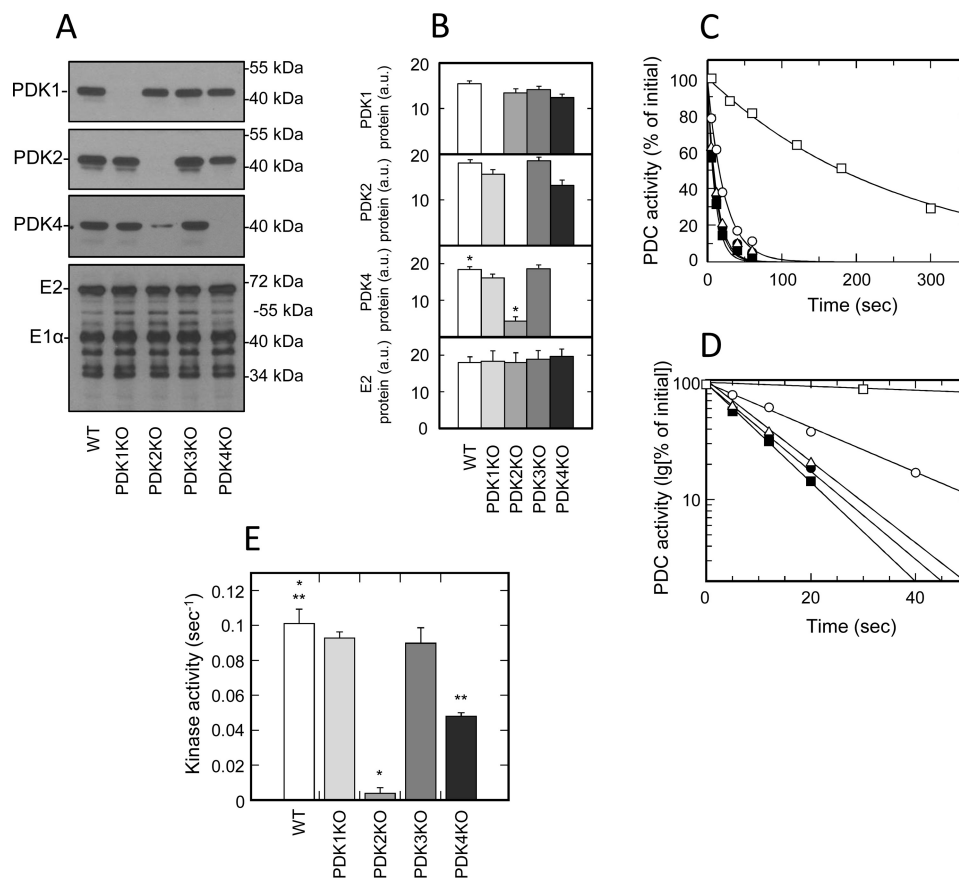 A
PDK1-
-55 kDa
-40 kDa
PDK2-
-55 kDa
-40 kDa
PDK4
-40 kDa
E2
-72 kDa
-55 kDa
E1α
-40 kDa
-34 kDa
WT
PDK1KO
PDK2KO
PDK3KO
PDK4KO
B
PDK1
protein (a.u.)
20
10
20
PDK2
protein (a.u.)
10
20
PDK4
protein (a.u.)
20
10
*
*
E2
protein (a.u.)
20
10
0
WT
PDK1KO
PDK2KO
PDK3KO
PDK4KO
C
PDC activity (% of initial)
100
80
60
40
20
0
0
100
200
300
Time (sec)
D
PDC activity (lg[% of initial])
100
10
0
20
40
Time (sec)
E
Kinase activity (sec⁻¹)
0.12
0.1
0.08
0.06
0.04
0.02
0
*
**
*
**
WT
PDK1KO
PDK2KO
PDK3KO
PDK4KO